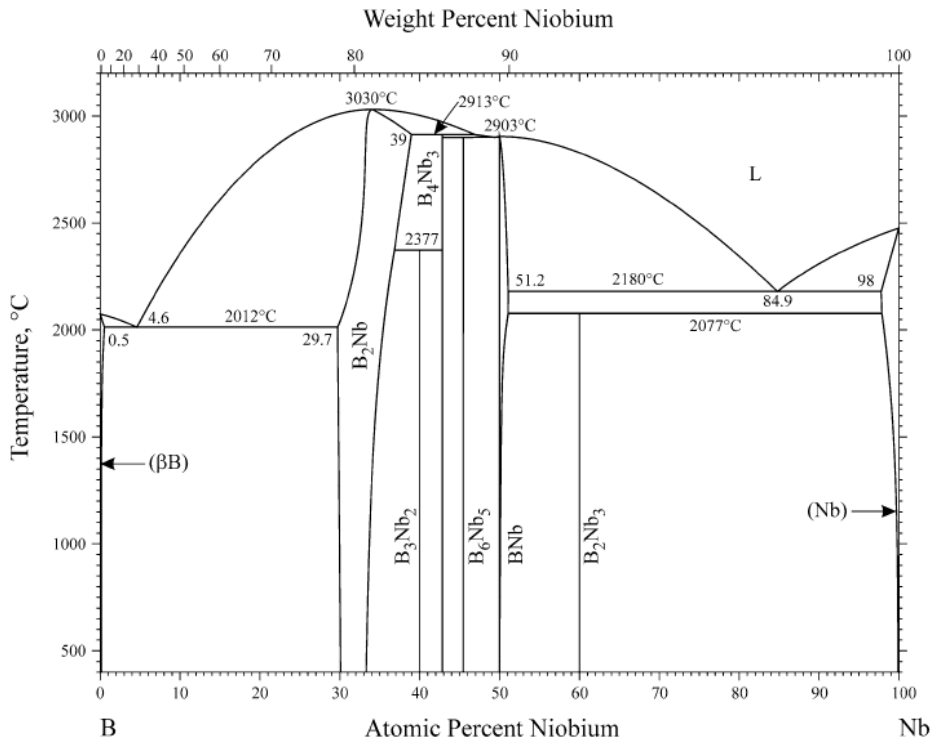 Weight Percent Niobium
0 20 40 50 60 70 80 90 100
3030°C
2913°C
2903°C
3000
39
B₄Nb₃
L
2500
2377
51.2
2180°C
98
84.9
4.6
2012°C
2077°C
2000
0.5
29.7
B₂Nb
Temperature, °C
1500
(βB)
(Nb)
B₃Nb₂
B₆Nb₅
BNb
B₂Nb₃
1000
500
0 10 20 30 40 50 60 70 80 90 100
B
Atomic Percent Niobium
Nb